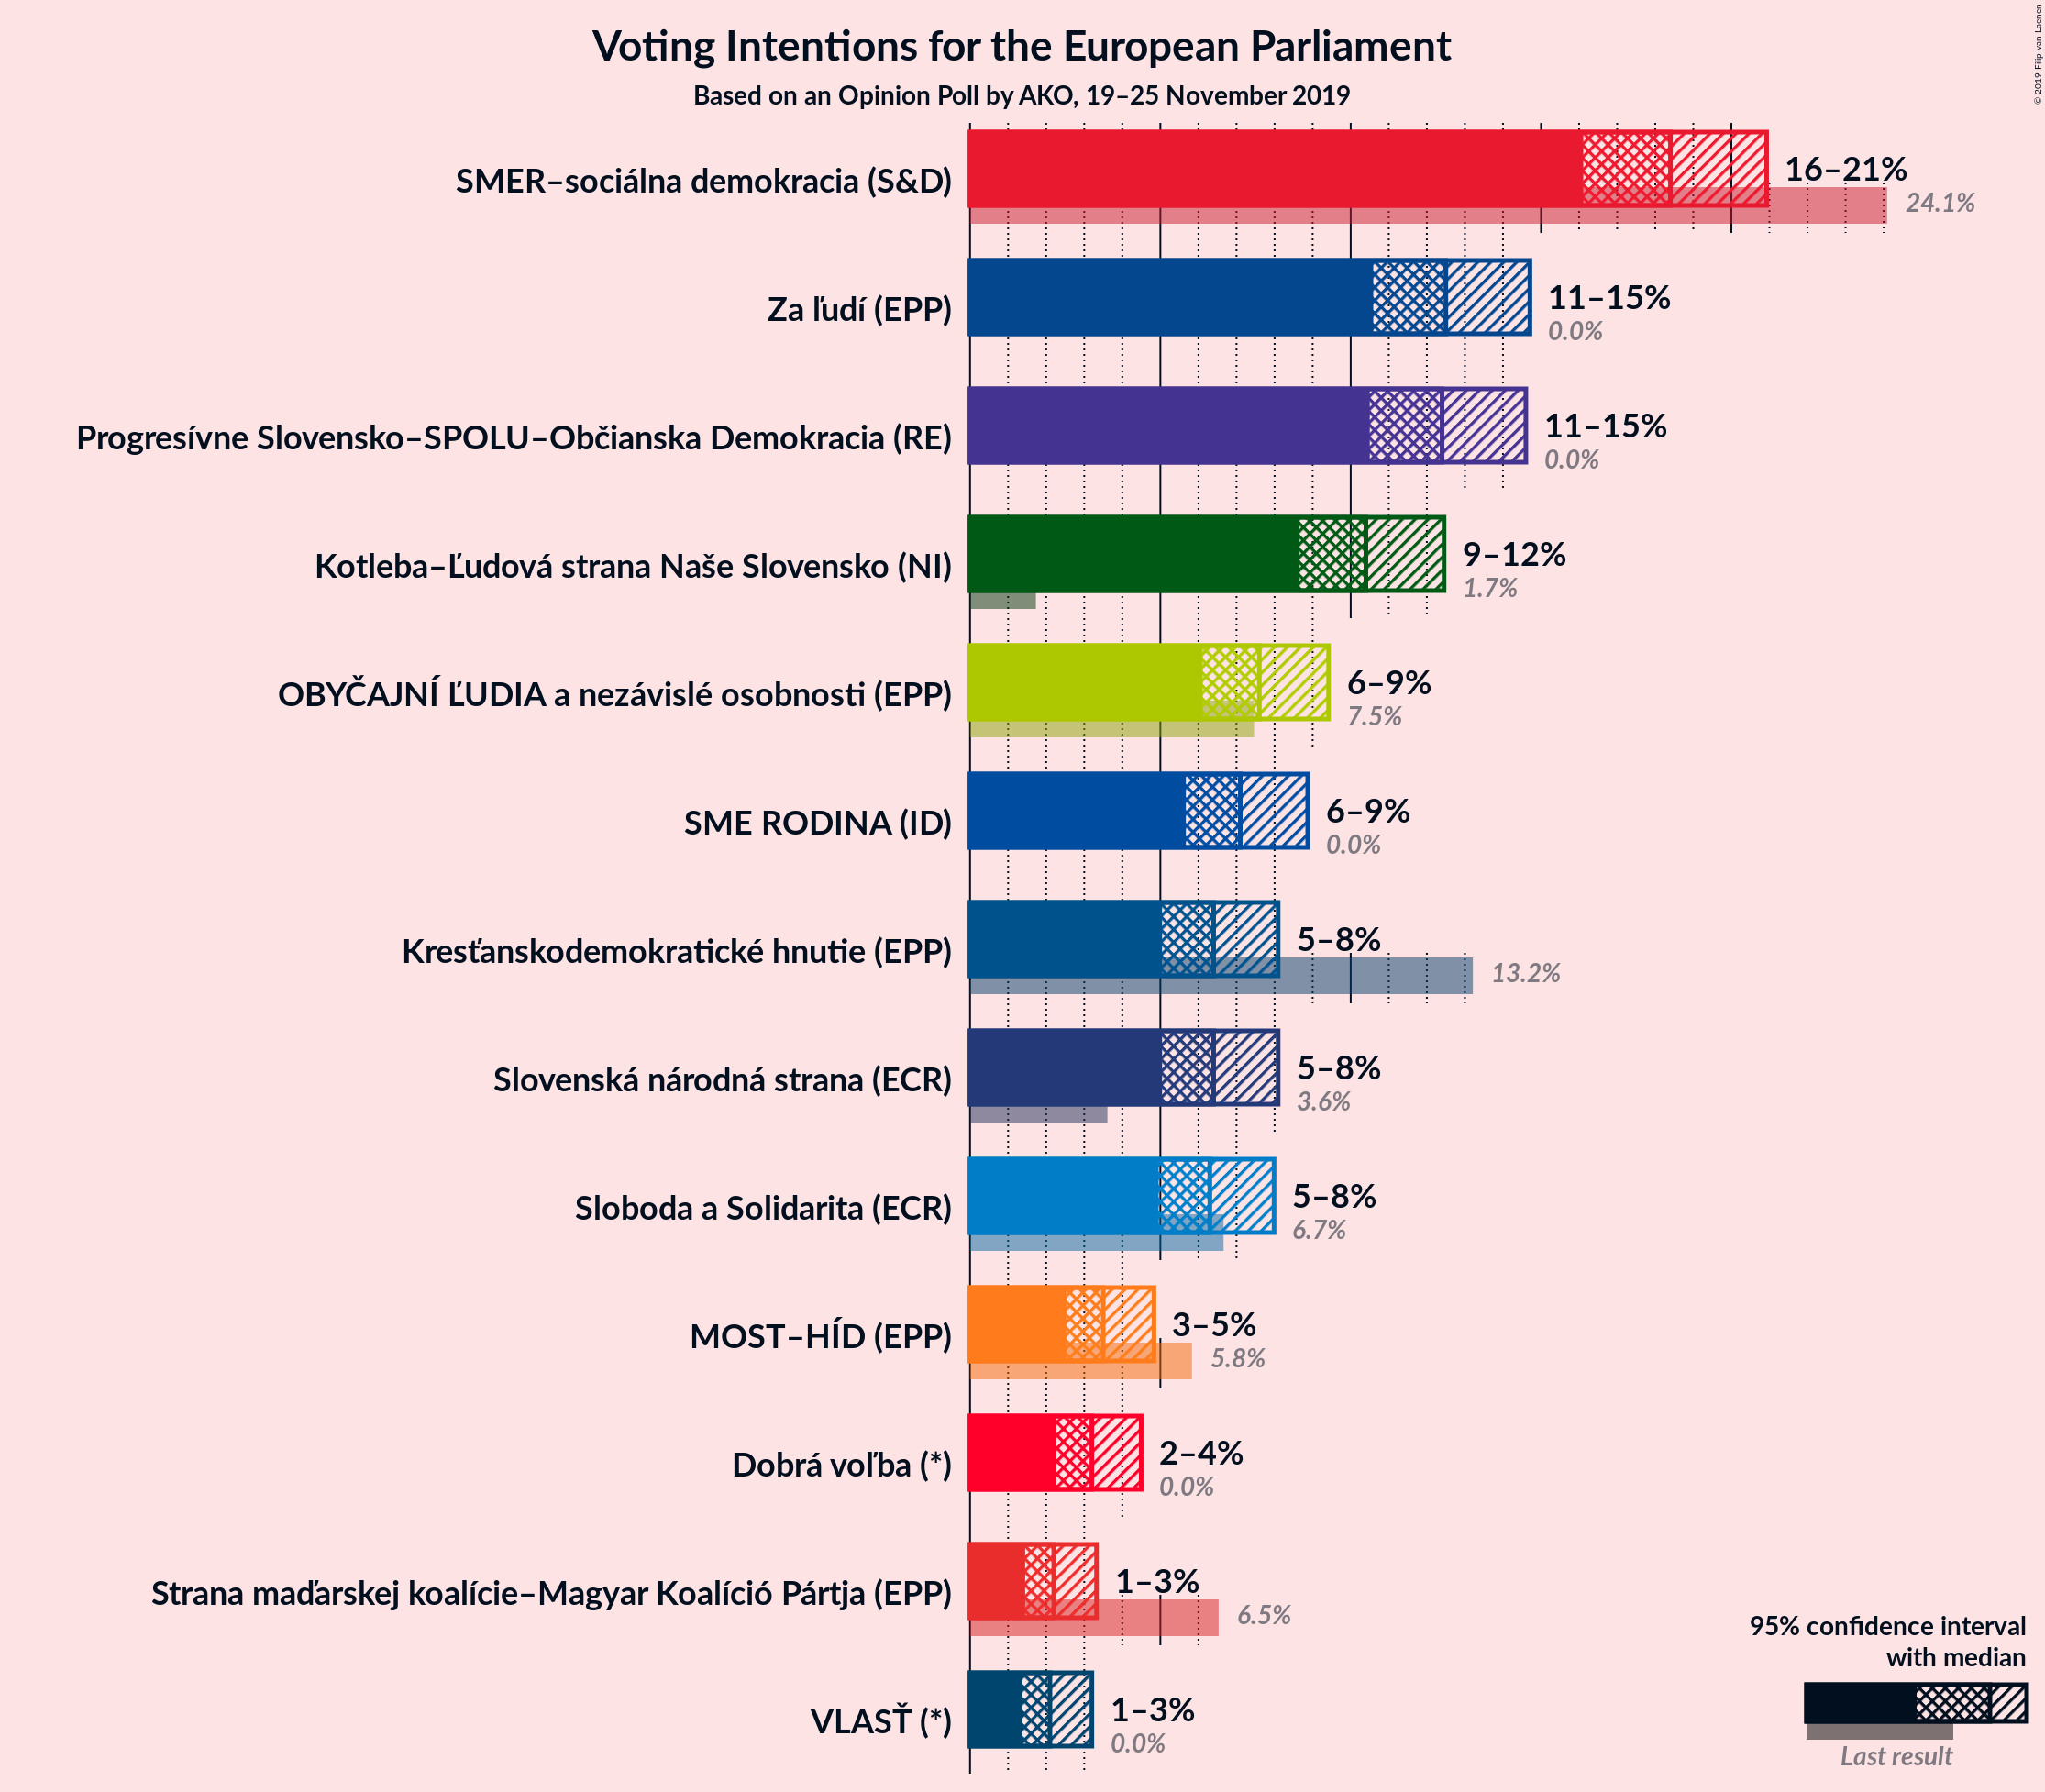 © 2019 Filip van Laenen
Voting Intentions for the European Parliament
Based on an Opinion Poll by AKO, 19–25 November 2019
SMER–sociálna demokracia (S&D)
16–21%
24.1%
Za ľudí (EPP)
11–15%
0.0%
Progresívne Slovensko–SPOLU–Občianska Demokracia (RE)
11–15%
0.0%
Kotleba–Ľudová strana Naše Slovensko (NI)
9–12%
1.7%
OBYČAJNÍ ĽUDIA a nezávislé osobnosti (EPP)
6–9%
7.5%
SME RODINA (ID)
6–9%
0.0%
Kresťanskodemokratické hnutie (EPP)
5–8%
13.2%
Slovenská národná strana (ECR)
5–8%
3.6%
Sloboda a Solidarita (ECR)
5–8%
6.7%
MOST–HÍD (EPP)
3–5%
5.8%
Dobrá voľba (*)
2–4%
0.0%
Strana maďarskej koalície–Magyar Koalíció Pártja (EPP)
1–3%
6.5%
VLASŤ (*)
1–3%
0.0%
95% confidence interval
with median
Last result